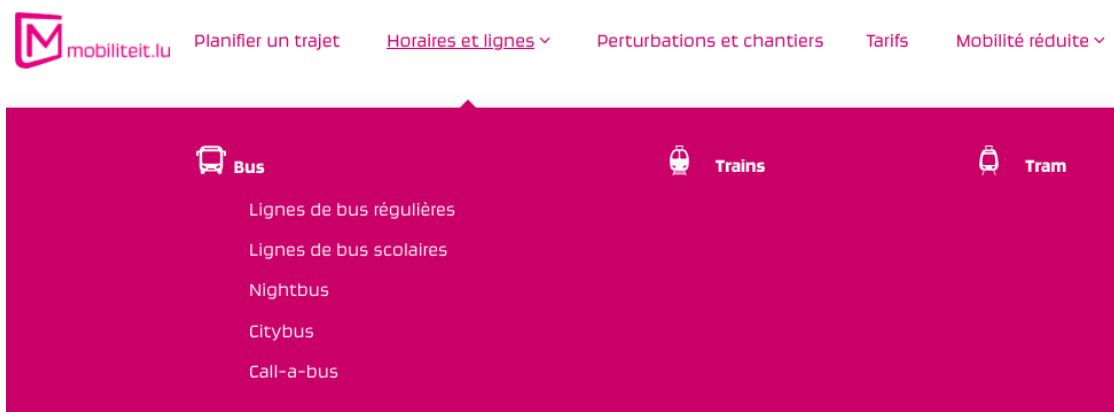 mobiliteit.lu Planifier un trajet Horaires et lignes Perturbations et chantiers Tarifs Mobilité réduite
Bus Trains Tram
Lignes de bus régulières
Lignes de bus scolaires
Nightbus
Citybus
Call-a-bus